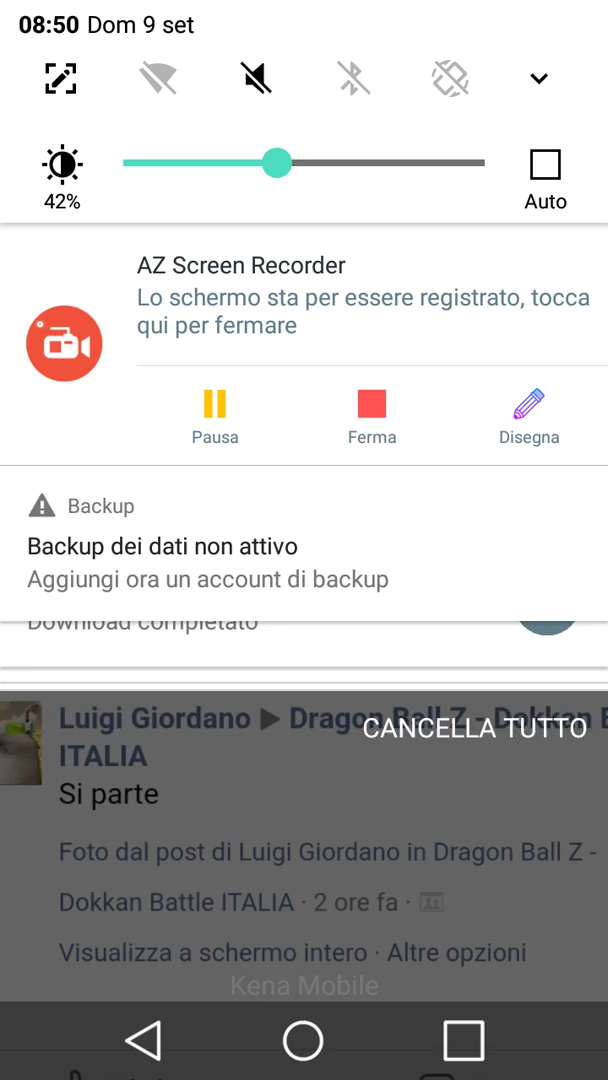 08:50 Dom 9 set
42%
Auto
AZ Screen Recorder
Lo schermo sta per essere registrato, tocca
qui per fermare
Pausa
Ferma
Disegna
Backup
Backup dei dati non attivo
Aggiungi ora un account di backup
Download completato
Luigi Giordano ▶ Dragon Ball Z - Dokkan B
CANCELLA TUTTO
ITALIA
Si parte
Foto dal post di Luigi Giordano in Dragon Ball Z -
Dokkan Battle ITALIA · 2 ore fa ·
Visualizza a schermo intero · Altre opzioni
Kena Mobile